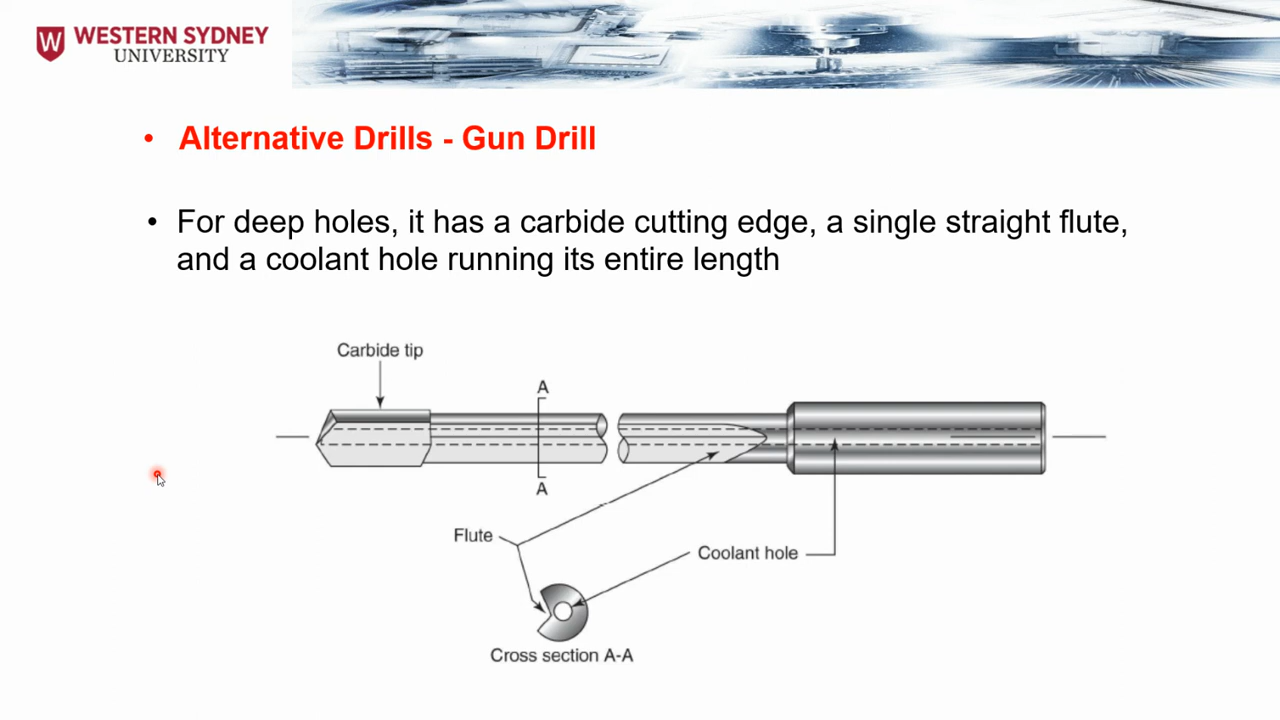 W WESTERN SYDNEY
UNIVERSITY
• Alternative Drills - Gun Drill
• For deep holes, it has a carbide cutting edge, a single straight flute,
and a coolant hole running its entire length
Carbide tip
A
A
Flute
Coolant hole
Cross section A-A